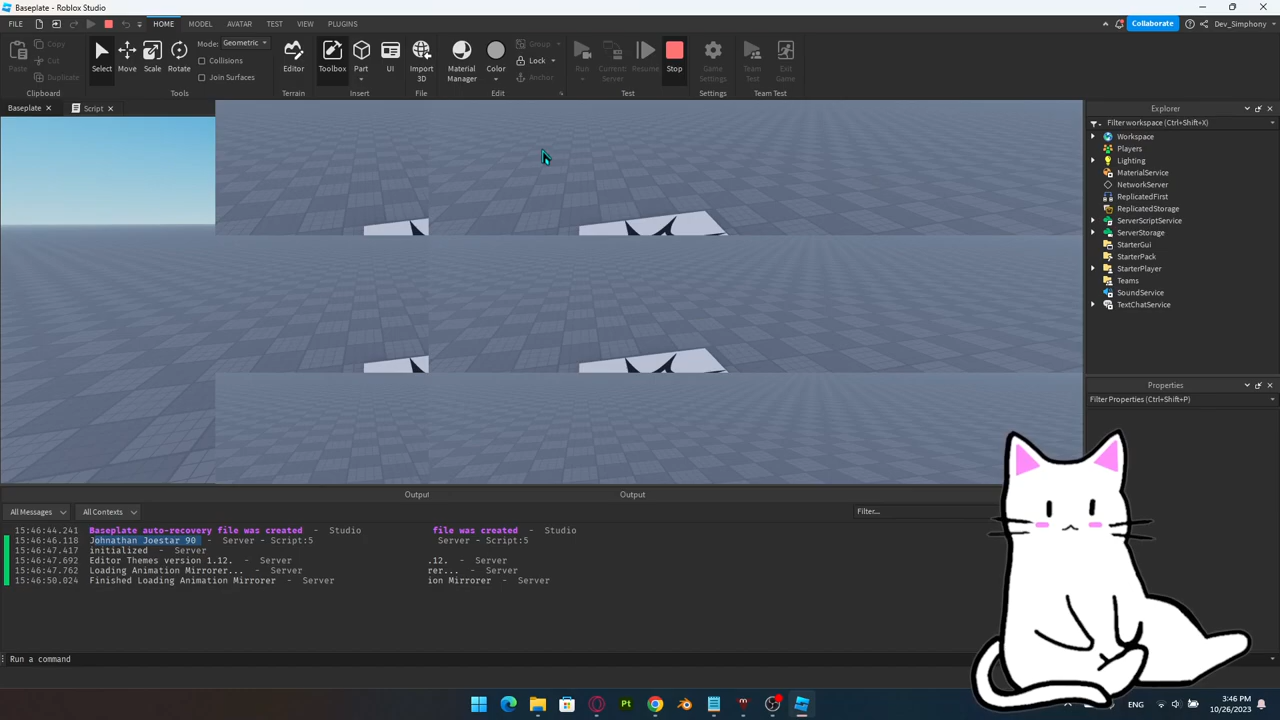 Baseplate - Roblox Studio
FILE HOME MODEL AVATAR TEST VIEW PLUGINS Collaborate Dev_Simphony
Paste Copy Cut Duplicate Select Move Scale Rotate Mode: Geometric Collisions Join Surfaces Editor Toolbox Part UI Import 3D Material Manager Color Group Lock Anchor Run Current: Server Resume Stop Game Settings Team Test Exit Game
Clipboard Tools Terrain Insert File Edit Test Settings Team Test
Baseplate Script
Explorer
Filter workspace (Ctrl+Shift+X)
Workspace
Players
Lighting
MaterialService
NetworkServer
ReplicatedFirst
ReplicatedStorage
ServerScriptService
ServerStorage
StarterGui
StarterPack
StarterPlayer
Teams
SoundService
TextChatService
Properties
Filter Properties (Ctrl+Shift+P)
Output Output
All Messages All Contexts Filter...
15:46:44.241 Baseplate auto-recovery file was created - Studio file was created - Studio
15:46:46.118 Johnathan Joestar 90 - Server - Script:5 Server - Script:5
15:46:47.417 initialized - Server
15:46:47.692 Editor Themes version 1.12. - Server .12. - Server
15:46:47.762 Loading Animation Mirrorer... - Server rer... - Server
15:46:50.024 Finished Loading Animation Mirrorer - Server ion Mirrorer - Server
Run a command
Pt ENG 3:46 PM
10/26/2023